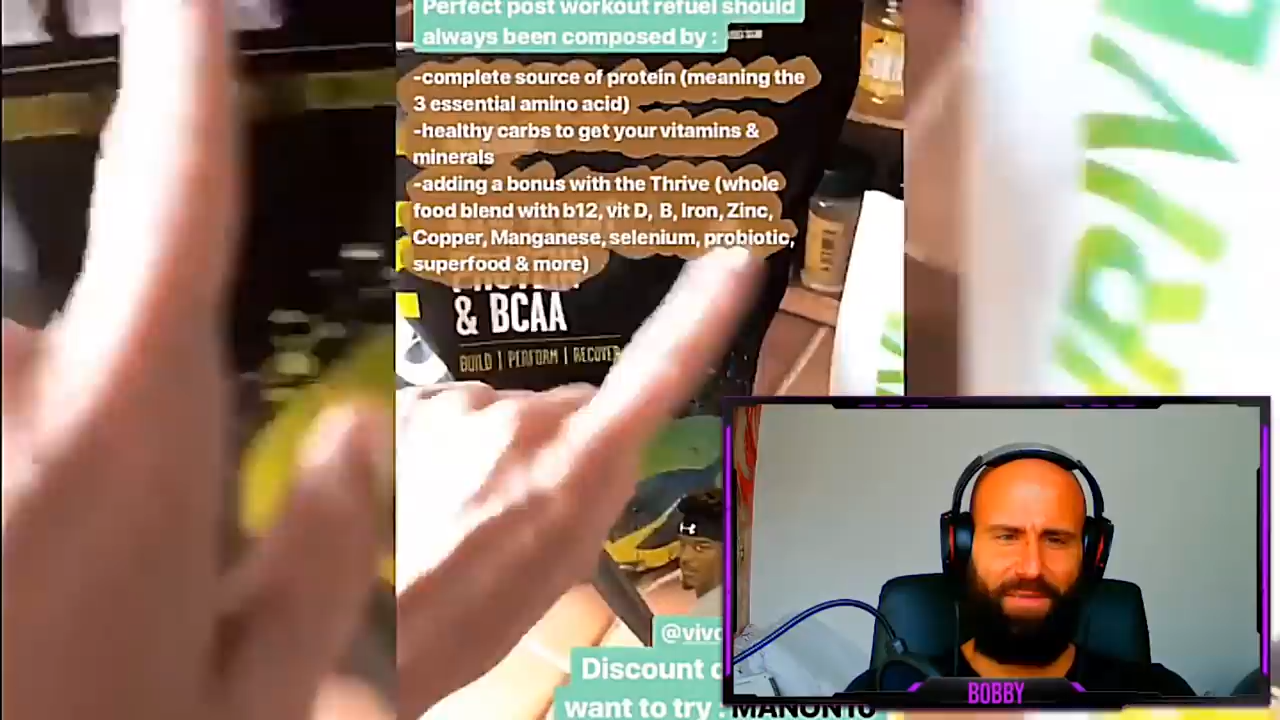 Perfect post workout refuel should
always been composed by :
-complete source of protein (meaning the
3 essential amino acid)
-healthy carbs to get your vitamins &
minerals
-adding a bonus with the Thrive (whole
food blend with b12, vit D, B, Iron, Zinc,
Copper, Manganese, selenium, probiotic,
superfood & more)
& BCAA
BUILD | PERFORM | RECOVER
@vivo
Discount
want to try : MANON10
BOBBY